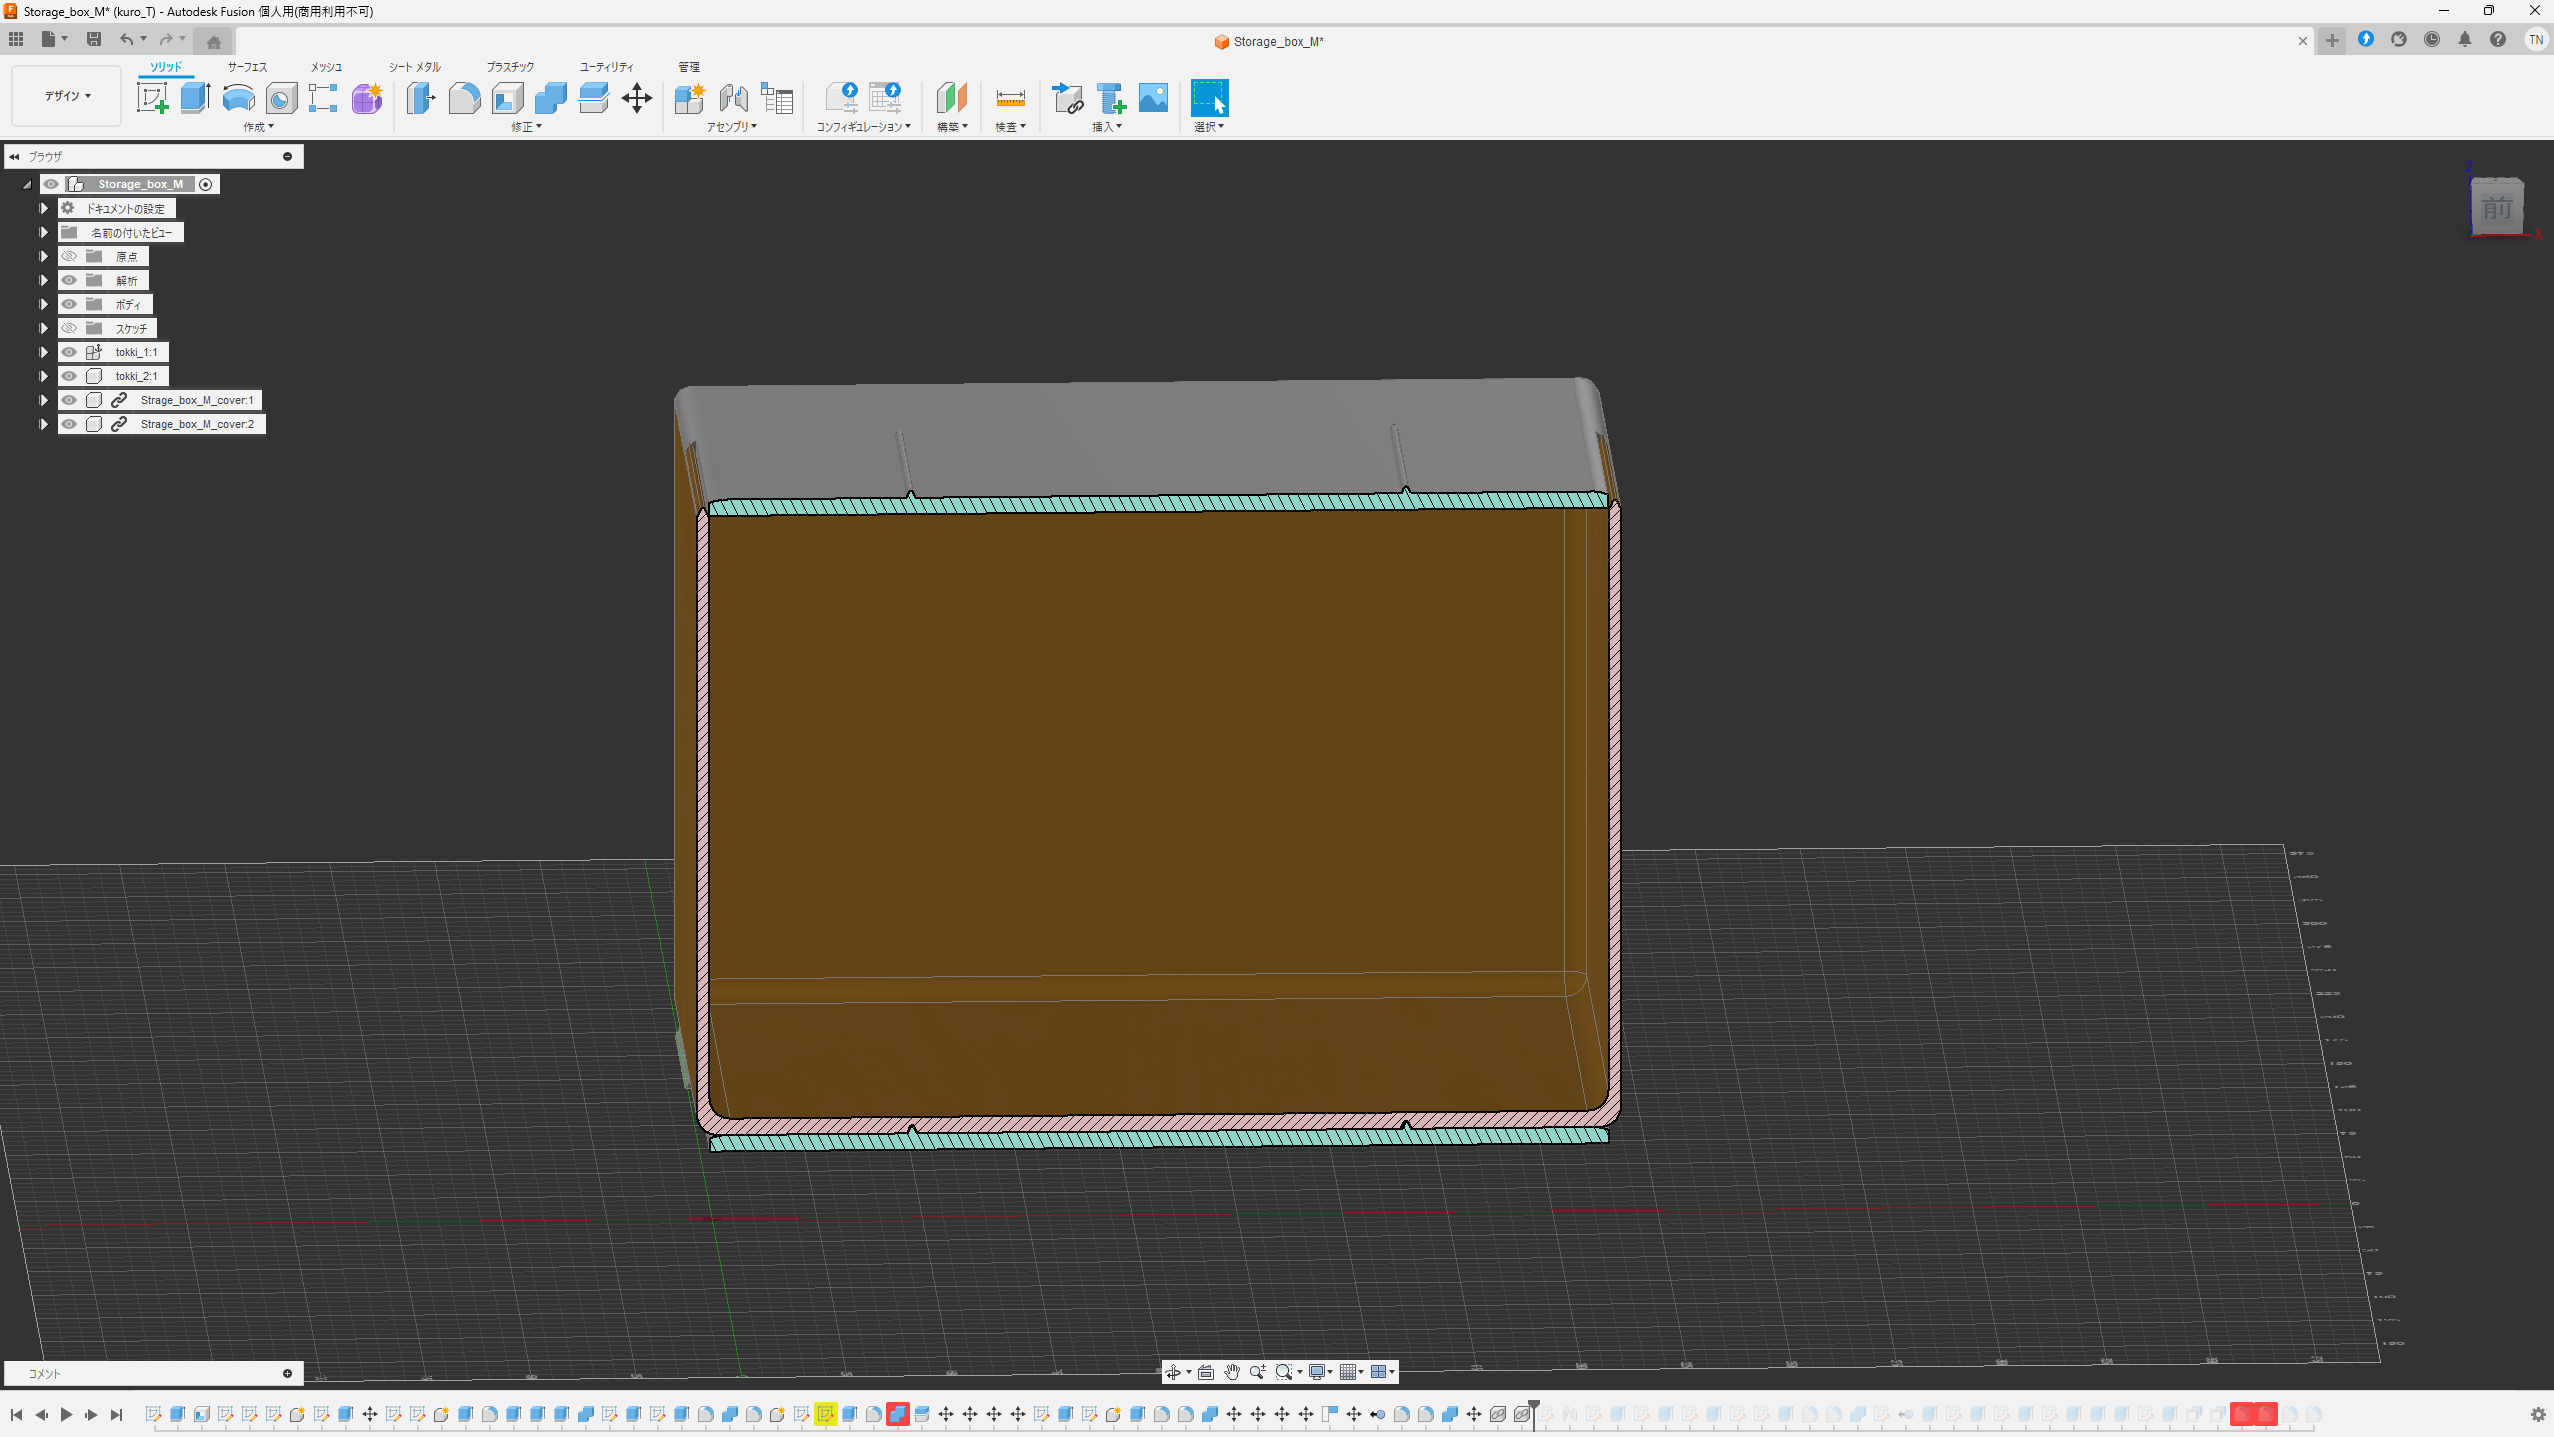 Storage_box_M* (kuro_T) - Autodesk Fusion 個人用(商用利用不可)
Storage_box_M*
TN
デザイン
ソリッド サーフェス メッシュ シート メタル プラスチック ユーティリティ 管理
作成 修正 アセンブリ コンフィギュレーション 構築 検査 挿入 選択
ブラウザ
Storage_box_M
ドキュメントの設定
名前の付いたビュー
原点
解析
ボディ
スケッチ
tokki_1:1
tokki_2:1
Strage_box_M_cover:1
Strage_box_M_cover:2
Z
前
X
コメント